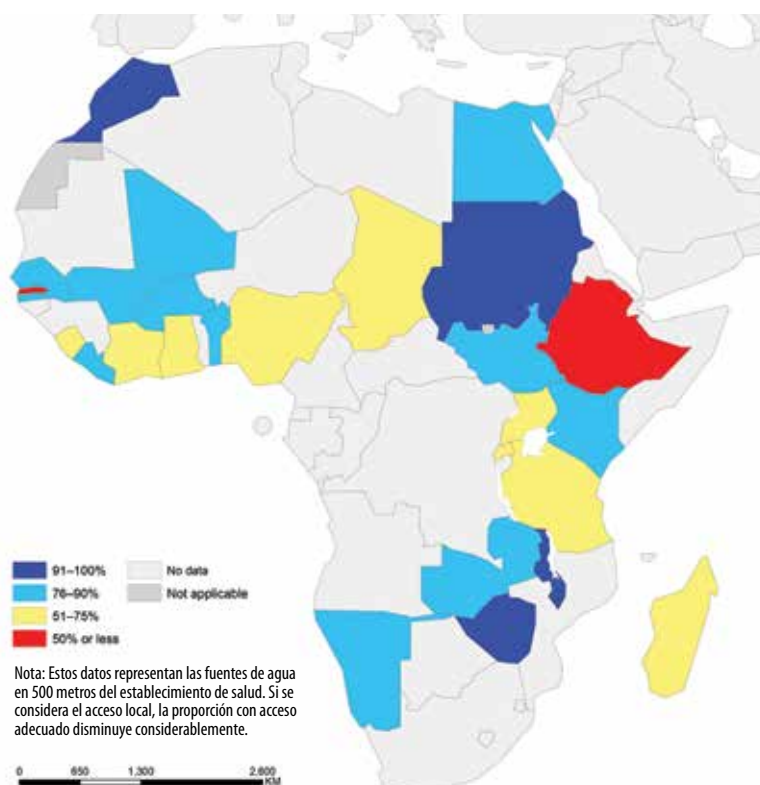 91–100%
No data
76–90%
Not applicable
51–75%
50% or less
Nota: Estos datos representan las fuentes de agua
en 500 metros del establecimiento de salud. Si se
considera el acceso local, la proporción con acceso
adecuado disminuye considerablemente.
0 650 1,300 2,600
KM